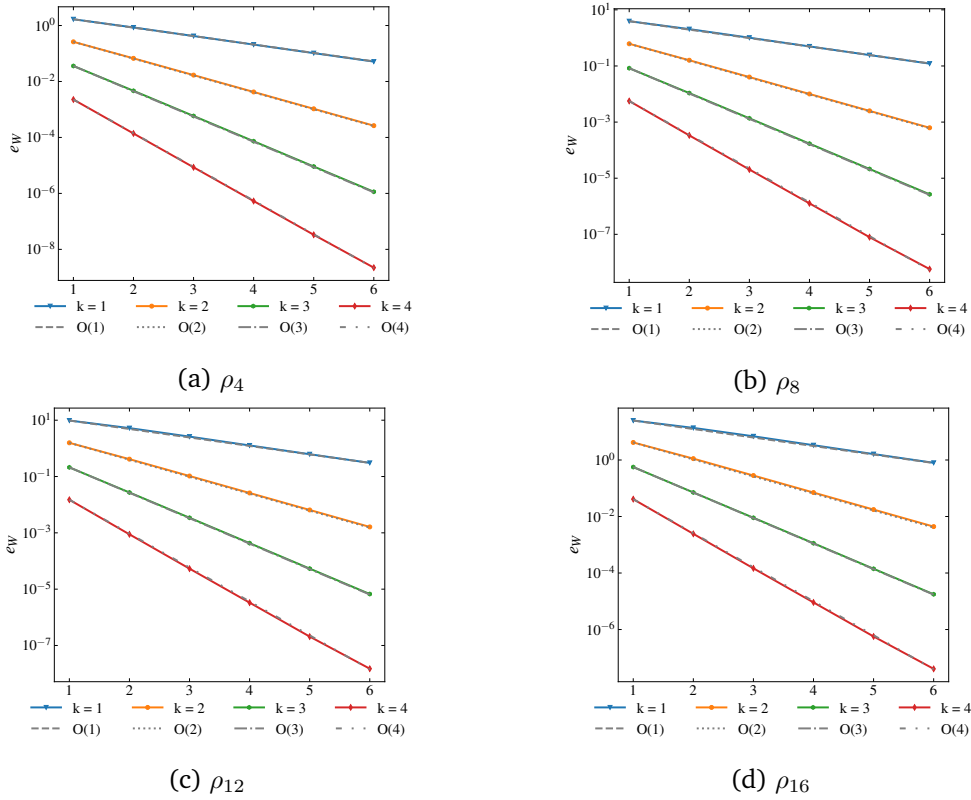 10^0
10^−2
10^−4
10^−6
10^−8
e_W
1 2 3 4 5 6
k = 1 k = 2 k = 3 k = 4
O(1) O(2) O(3) O(4)
(a) ρ_4
10^1
10^−1
10^−3
10^−5
10^−7
e_W
1 2 3 4 5 6
k = 1 k = 2 k = 3 k = 4
O(1) O(2) O(3) O(4)
(b) ρ_8
10^1
10^−1
10^−3
10^−5
10^−7
e_W
1 2 3 4 5 6
k = 1 k = 2 k = 3 k = 4
O(1) O(2) O(3) O(4)
(c) ρ_12
10^0
10^−2
10^−4
10^−6
e_W
1 2 3 4 5 6
k = 1 k = 2 k = 3 k = 4
O(1) O(2) O(3) O(4)
(d) ρ_16